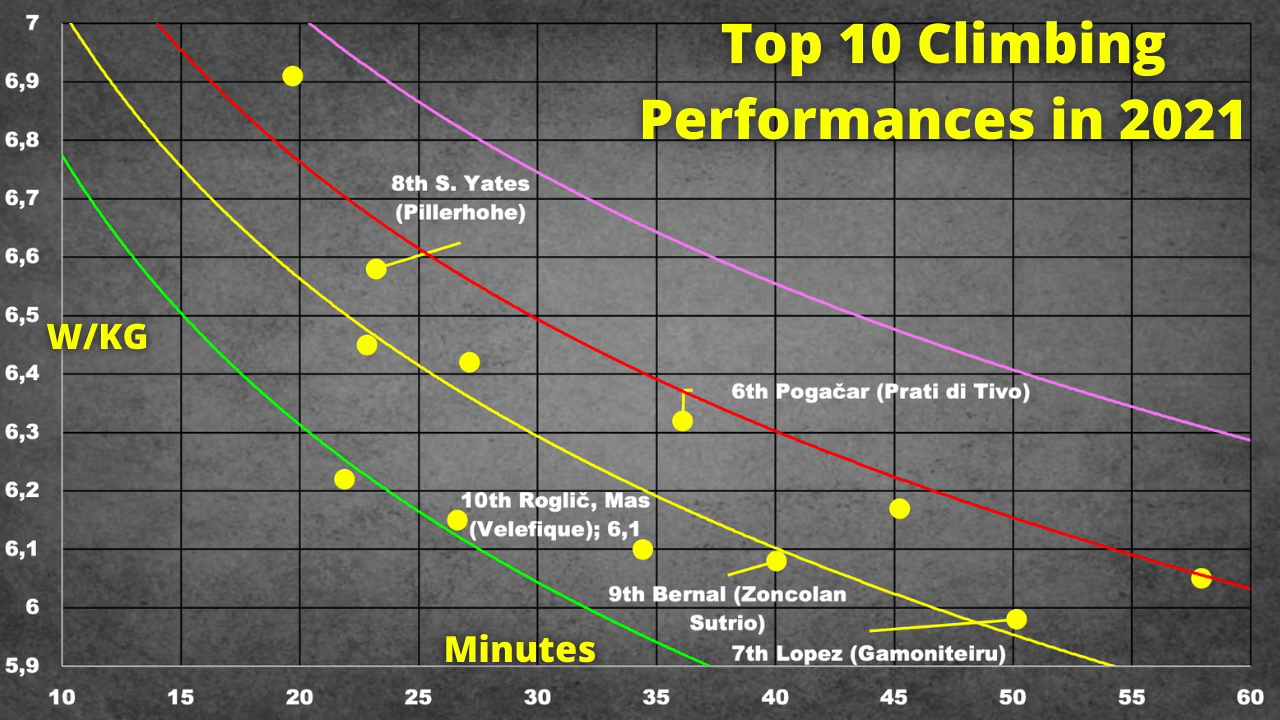 Top 10 Climbing
Performances in 2021
7
6,9
6,8
6,7
6,6
6,5
6,4
6,3
6,2
6,1
6
5,9
W/KG
8th S. Yates
(Pillerhohe)
6th Pogačar (Prati di Tivo)
10th Roglič, Mas
(Velefique); 6,1
9th Bernal (Zoncolan
Sutrio)
7th Lopez (Gamoniteiru)
Minutes
10 15 20 25 30 35 40 45 50 55 60